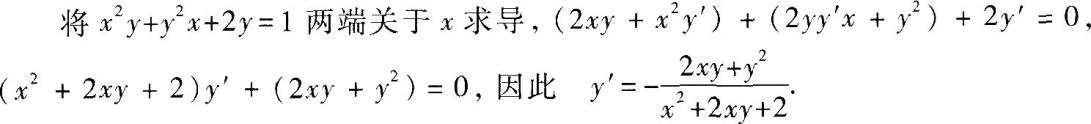 将 x²y+y²x+2y=1 两端关于 x 求导, (2xy + x²y′) + (2yy′x + y²) + 2y′ = 0,
(x² + 2xy + 2)y′ + (2xy + y²) = 0, 因此 y′=-\frac{2xy+y²}{x²+2xy+2}.